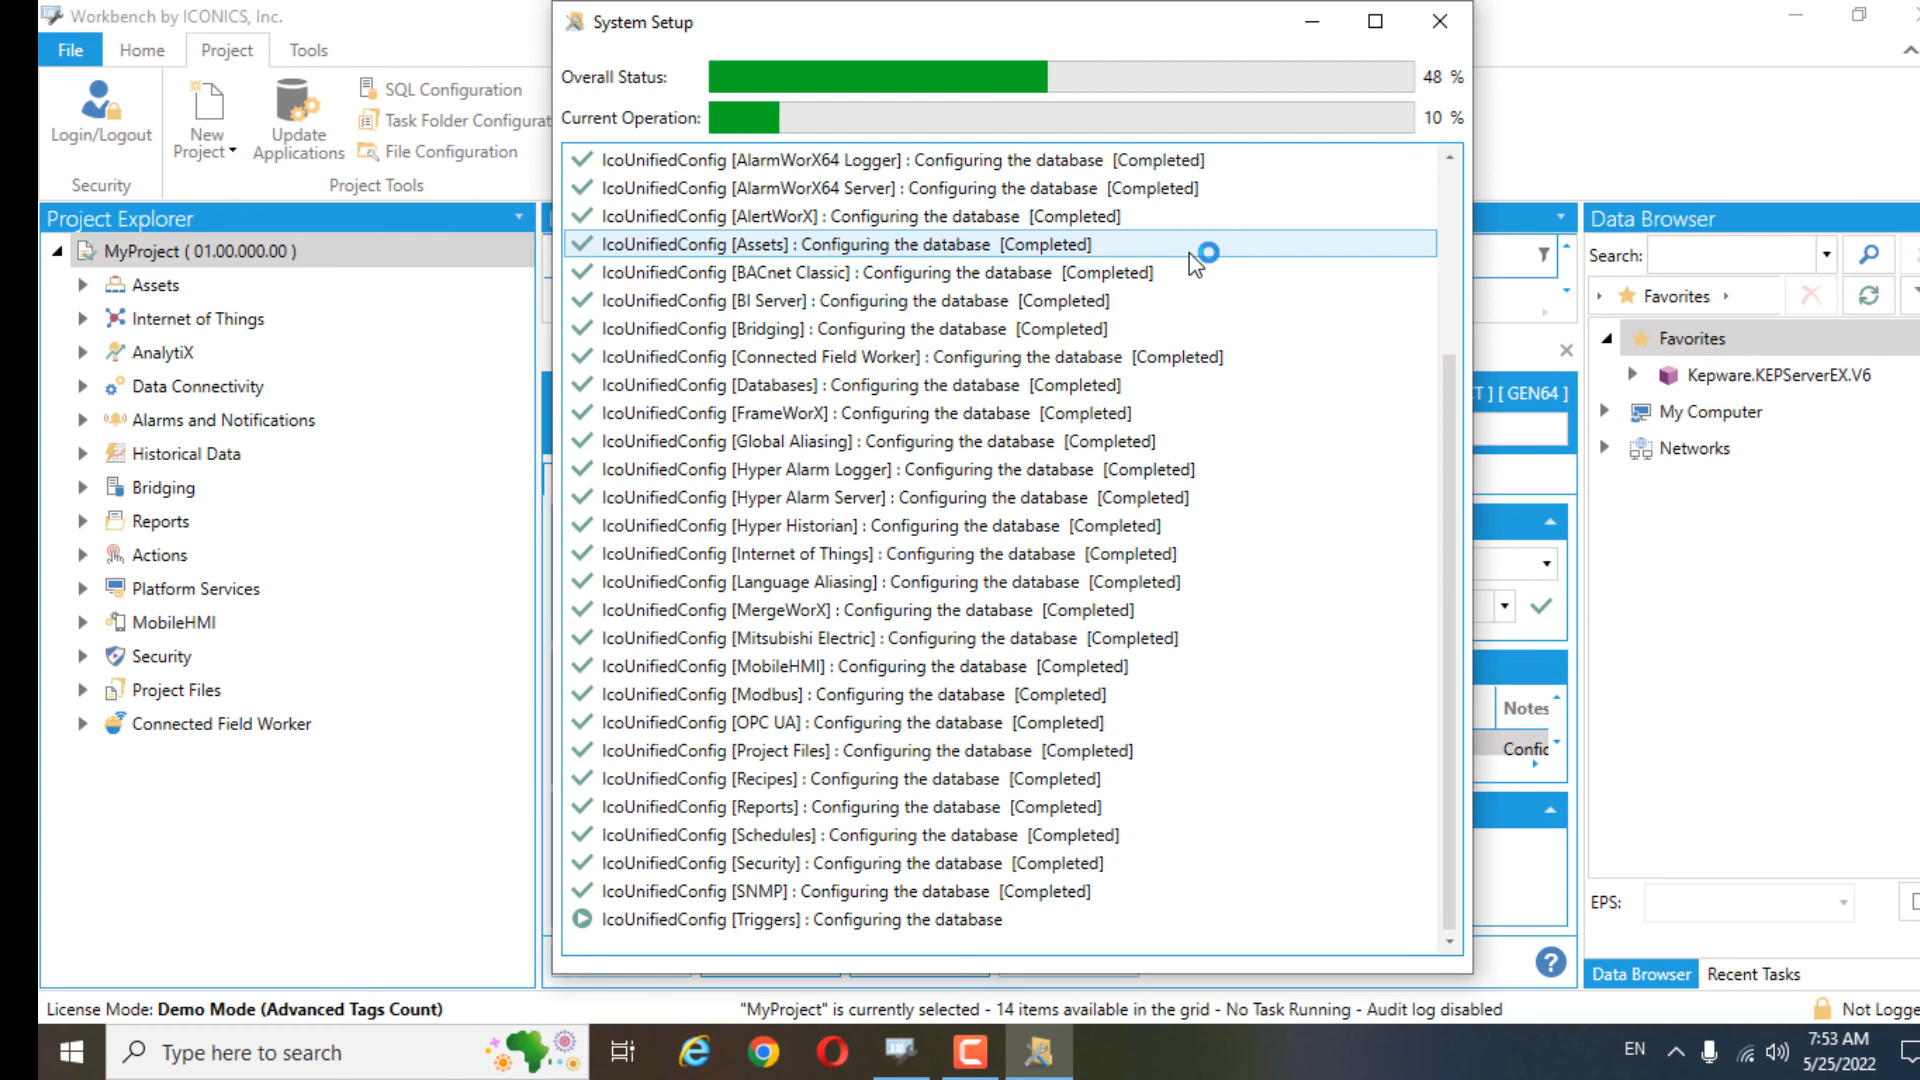 Workbench by ICONICS, Inc.
File Home Project Tools
Login/Logout
New Project
Update Applications
SQL Configuration
Task Folder Configurat
File Configuration
Security
Project Tools
Project Explorer
MyProject ( 01.00.000.00 )
Assets
Internet of Things
AnalytiX
Data Connectivity
Alarms and Notifications
Historical Data
Bridging
Reports
Actions
Platform Services
MobileHMI
Security
Project Files
Connected Field Worker
System Setup
Overall Status: 48 %
Current Operation: 10 %
IcoUnifiedConfig [AlarmWorX64 Logger] : Configuring the database [Completed]
IcoUnifiedConfig [AlarmWorX64 Server] : Configuring the database [Completed]
IcoUnifiedConfig [AlertWorX] : Configuring the database [Completed]
IcoUnifiedConfig [Assets] : Configuring the database [Completed]
IcoUnifiedConfig [BACnet Classic] : Configuring the database [Completed]
IcoUnifiedConfig [BI Server] : Configuring the database [Completed]
IcoUnifiedConfig [Bridging] : Configuring the database [Completed]
IcoUnifiedConfig [Connected Field Worker] : Configuring the database [Completed]
IcoUnifiedConfig [Databases] : Configuring the database [Completed]
IcoUnifiedConfig [FrameWorX] : Configuring the database [Completed]
IcoUnifiedConfig [Global Aliasing] : Configuring the database [Completed]
IcoUnifiedConfig [Hyper Alarm Logger] : Configuring the database [Completed]
IcoUnifiedConfig [Hyper Alarm Server] : Configuring the database [Completed]
IcoUnifiedConfig [Hyper Historian] : Configuring the database [Completed]
IcoUnifiedConfig [Internet of Things] : Configuring the database [Completed]
IcoUnifiedConfig [Language Aliasing] : Configuring the database [Completed]
IcoUnifiedConfig [MergeWorX] : Configuring the database [Completed]
IcoUnifiedConfig [Mitsubishi Electric] : Configuring the database [Completed]
IcoUnifiedConfig [MobileHMI] : Configuring the database [Completed]
IcoUnifiedConfig [Modbus] : Configuring the database [Completed]
IcoUnifiedConfig [OPC UA] : Configuring the database [Completed]
IcoUnifiedConfig [Project Files] : Configuring the database [Completed]
IcoUnifiedConfig [Recipes] : Configuring the database [Completed]
IcoUnifiedConfig [Reports] : Configuring the database [Completed]
IcoUnifiedConfig [Schedules] : Configuring the database [Completed]
IcoUnifiedConfig [Security] : Configuring the database [Completed]
IcoUnifiedConfig [SNMP] : Configuring the database [Completed]
IcoUnifiedConfig [Triggers] : Configuring the database
T ] [ GEN64 ]
Notes
Confic
Data Browser
Search:
Favorites
Favorites
Kepware.KEPServerEX.V6
My Computer
Networks
EPS:
Data Browser Recent Tasks
License Mode: Demo Mode (Advanced Tags Count)
"MyProject" is currently selected - 14 items available in the grid - No Task Running - Audit log disabled
Not Logge
Type here to search
EN
7:53 AM
5/25/2022